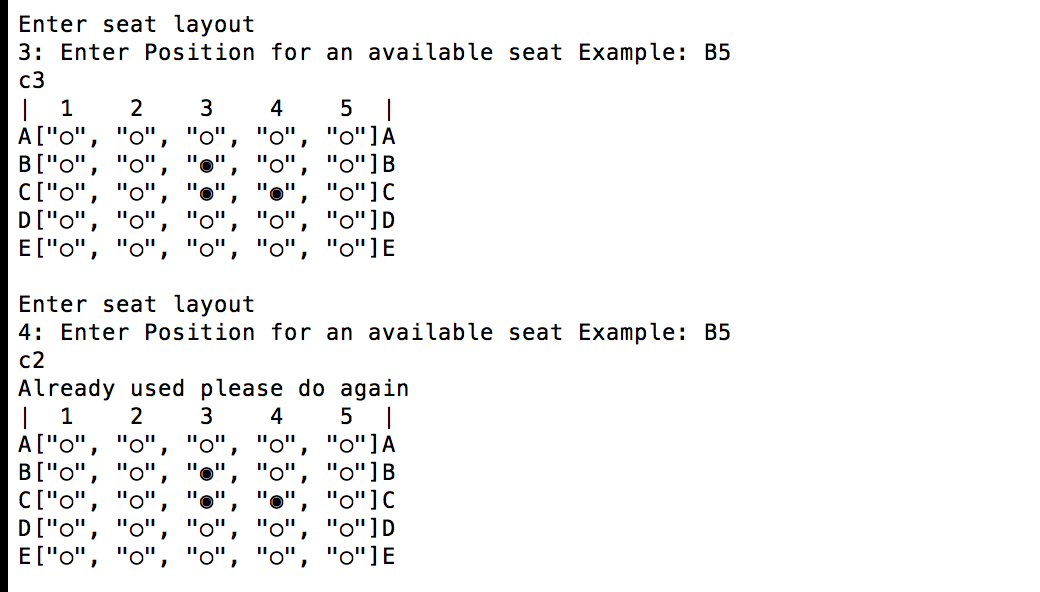 Enter seat layout
3: Enter Position for an available seat Example: B5
c3
|  1    2    3    4    5  |
A["○", "○", "○", "○", "○"]A
B["○", "○", "◉", "○", "○"]B
C["○", "○", "◉", "◉", "○"]C
D["○", "○", "○", "○", "○"]D
E["○", "○", "○", "○", "○"]E
Enter seat layout
4: Enter Position for an available seat Example: B5
c2
Already used please do again
|  1    2    3    4    5  |
A["○", "○", "○", "○", "○"]A
B["○", "○", "◉", "○", "○"]B
C["○", "○", "◉", "◉", "○"]C
D["○", "○", "○", "○", "○"]D
E["○", "○", "○", "○", "○"]E